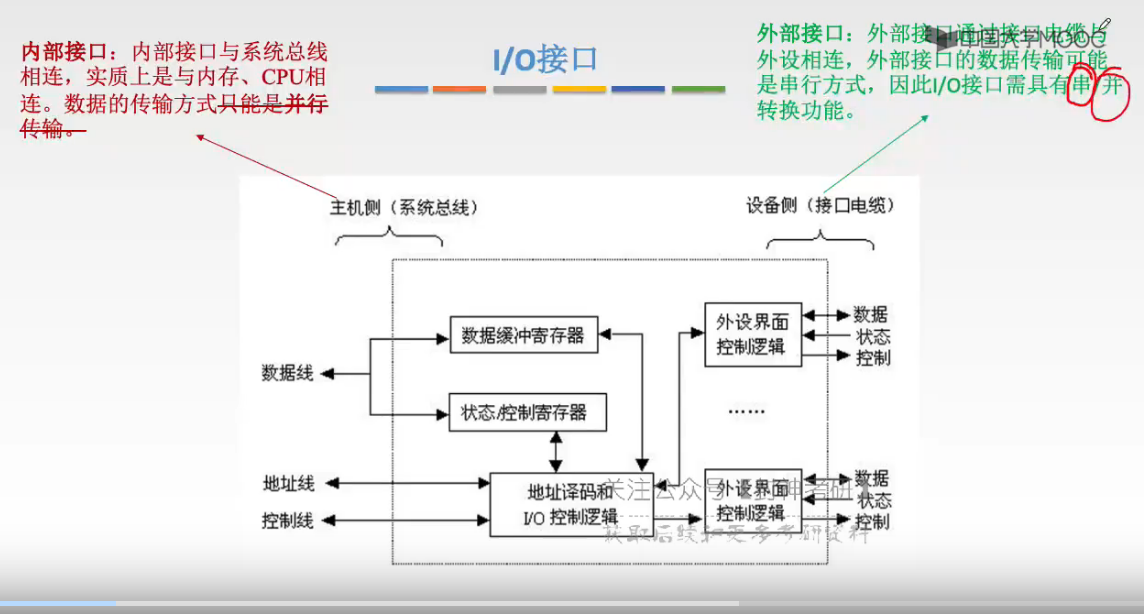 I/O接口
内部接口：内部接口与系统总线
相连，实质上是与内存、CPU相
连。数据的传输方式只能是并行
传输。
外部接口：外部接口通过接口电缆与
外设相连，外部接口的数据传输可能
是串行方式，因此I/O接口需具有串并
转换功能。
中国大学MOOC
主机侧（系统总线）
设备侧（接口电缆）
数据缓冲寄存器
外设界面
控制逻辑
数据
状态
控制
数据线
状态/控制寄存器
……
地址线
控制线
地址译码和
I/O 控制逻辑
外设界面
控制逻辑
数据
状态
控制
关注公众号【封神考研】
获取后续和更多考研资料